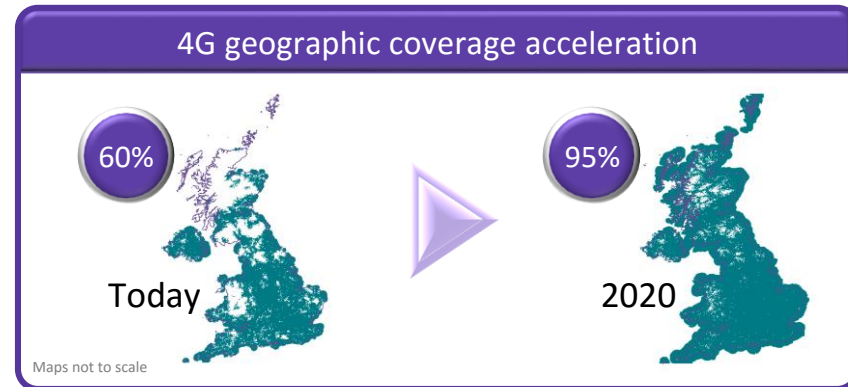 4G geographic coverage acceleration
60%
95%
Today
2020
Maps not to scale